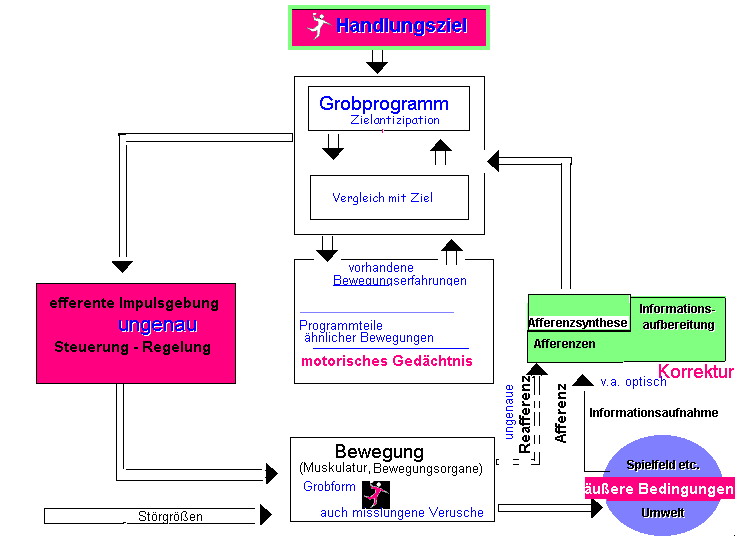 Handlungsziel
Grobprogramm
Zielantizipation
Vergleich mit Ziel
vorhandene
Bewegungserfahrungen
Programmteile
ähnlicher Bewegungen
motorisches Gedächtnis
efferente Impulsgebung
ungenau
Steuerung - Regelung
Afferenzsynthese
Afferenzen
Informations-
aufbereitung
Korrektur
v.a. optisch
ungenaue
Reafferenz
Afferenz
Informationsaufnahme
Bewegung
(Muskulatur, Bewegungsorgane)
Grobform
auch misslungene Verusche
Störgrößen
Spielfeld etc.
äußere Bedingungen
Umwelt